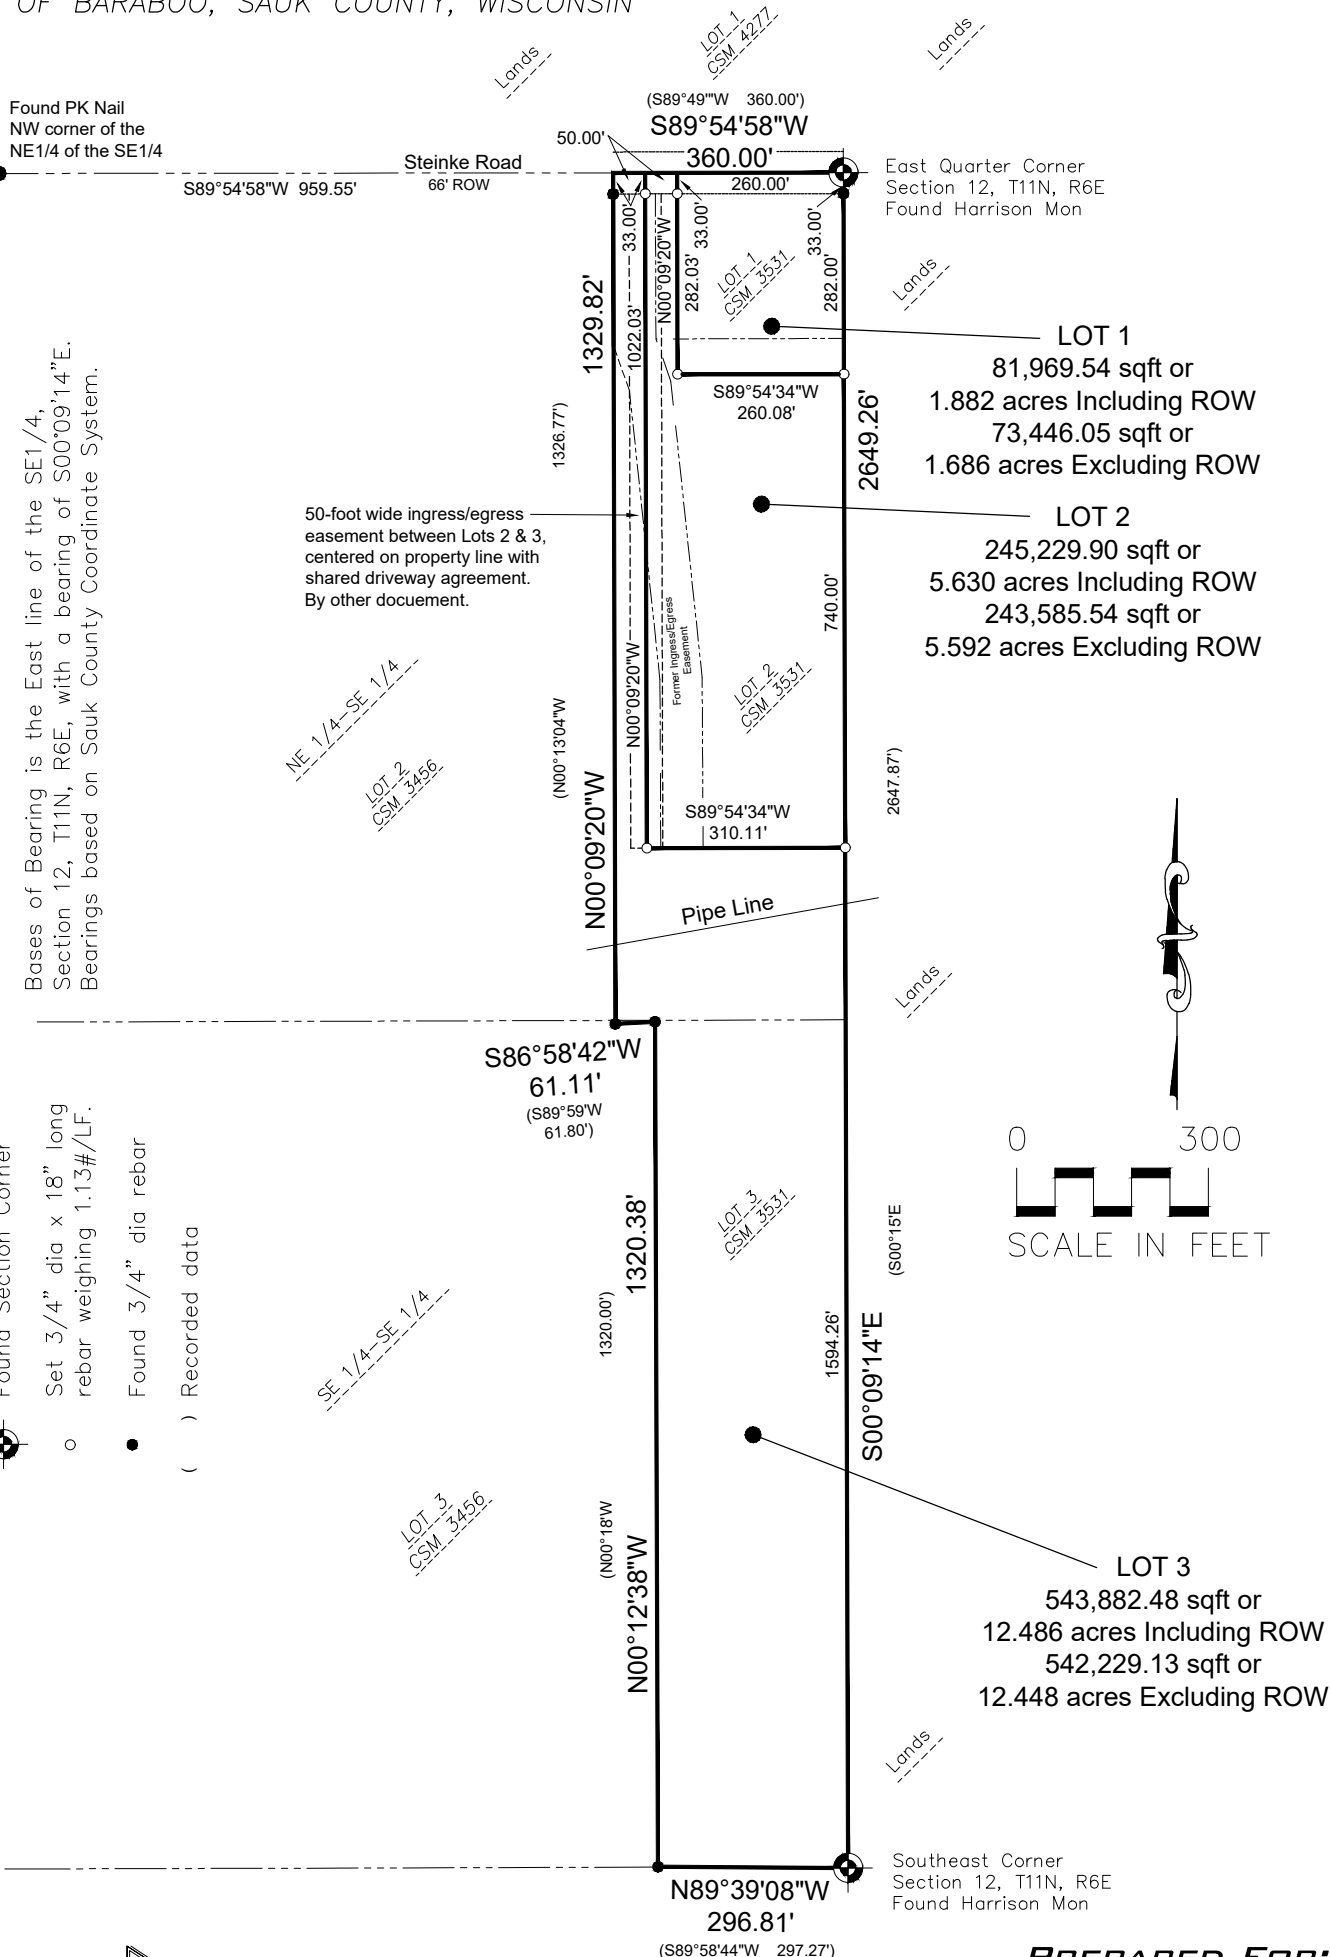 OF BARABOO, SAUK COUNTY, WISCONSIN
Lands
LOT 1
CSM 4277
Lands
Found PK Nail
NW corner of the
NE1/4 of the SE1/4
(S89°49'"W 360.00')
S89°54'58"W
360.00'
50.00'
Steinke Road
66' ROW
S89°54'58"W 959.55'
260.00'
East Quarter Corner
Section 12, T11N, R6E
Found Harrison Mon
33.00'
33.00'
33.00'
N00°09'20"W
282.03'
282.00'
LOT 1
CSM 3531
Lands
1329.82'
1022.03'
1326.77')
LOT 1
81,969.54 sqft or
1.882 acres Including ROW
73,446.05 sqft or
1.686 acres Excluding ROW
S89°54'34"W
260.08'
2649.26'
Bases of Bearing is the East line of the SE1/4,
Section 12, T11N, R6E, with a bearing of S00°09'14"E.
Bearings based on Sauk County Coordinate System.
50-foot wide ingress/egress
easement between Lots 2 & 3,
centered on property line with
shared driveway agreement.
By other docuement.
LOT 2
245,229.90 sqft or
5.630 acres Including ROW
243,585.54 sqft or
5.592 acres Excluding ROW
740.00'
Former Ingress/Egress
Easement
N00°09'20"W
LOT 2
CSM 3531
NE 1/4-SE 1/4
LOT 2
CSM 3456
(N00°13'04"W
N00°09'20"W
2647.87')
S89°54'34"W
310.11'
Pipe Line
Lands
S86°58'42"W
61.11'
(S89°59'W
61.80')
0 300
SCALE IN FEET
Found Section Corner
Set 3/4" dia x 18" long
rebar weighing 1.13#/LF.
Found 3/4" dia rebar
( ) Recorded data
LOT 3
CSM 3531
1320.38'
1320.00')
(S00°15'E
1594.26'
S00°09'14"E
SE 1/4-SE 1/4
LOT 3
CSM 3456
(N00°18'W
N00°12'38"W
LOT 3
543,882.48 sqft or
12.486 acres Including ROW
542,229.13 sqft or
12.448 acres Excluding ROW
Lands
Southeast Corner
Section 12, T11N, R6E
Found Harrison Mon
N89°39'08"W
296.81'
(S89°58'44"W 297.27')
PREPARED FOR: